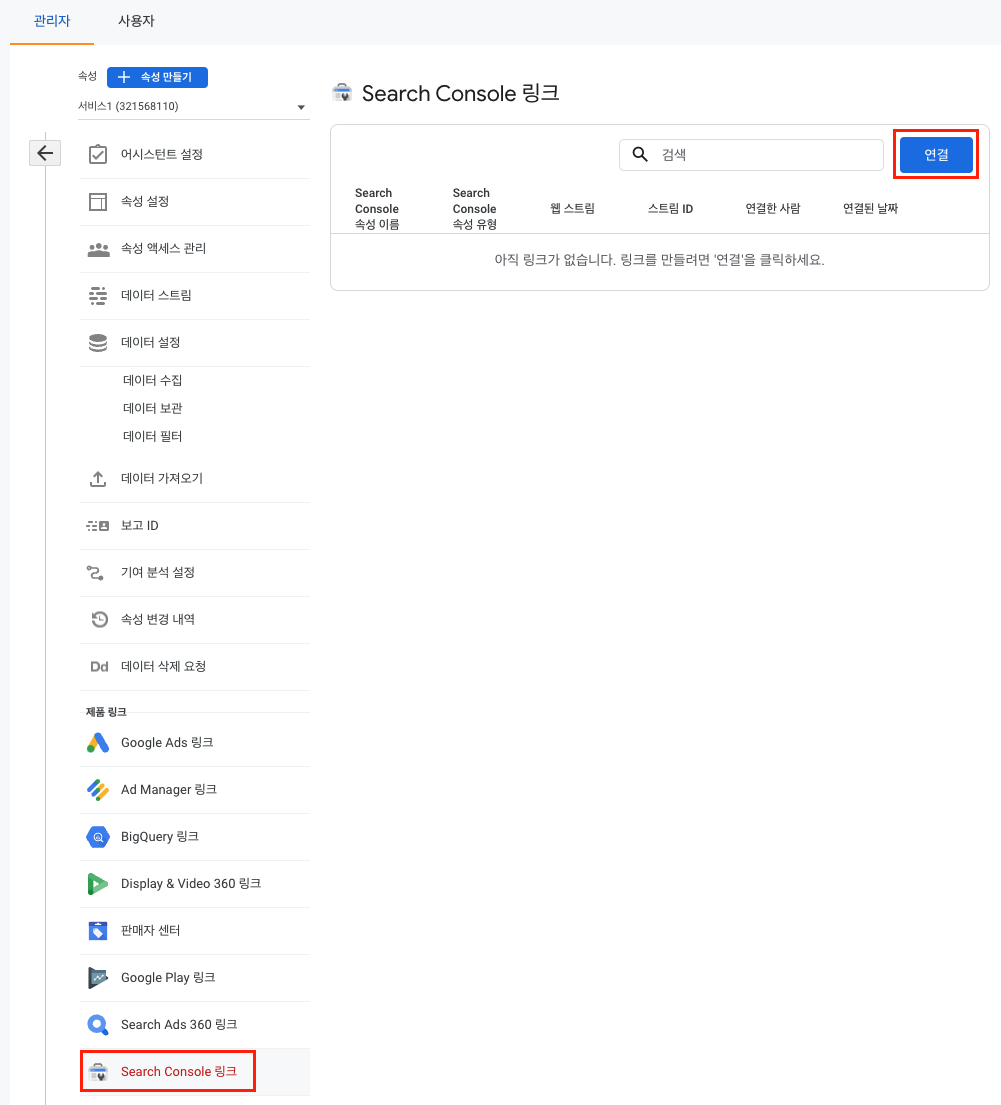 관리자
사용자
속성
속성 만들기
서비스1 (321568110)
어시스턴트 설정
속성 설정
속성 액세스 관리
데이터 스트림
데이터 설정
데이터 수집
데이터 보관
데이터 필터
데이터 가져오기
보고 ID
기여 분석 설정
속성 변경 내역
Dd
데이터 삭제 요청
제품 링크
Google Ads 링크
Ad Manager 링크
BigQuery 링크
Display & Video 360 링크
판매자 센터
Google Play 링크
Search Ads 360 링크
Search Console 링크
Search Console 링크
검색
연결
Search
Console
속성 이름
Search
Console
속성 유형
웹 스트림
스트림 ID
연결한 사람
연결된 날짜
아직 링크가 없습니다. 링크를 만들려면 '연결'을 클릭하세요.